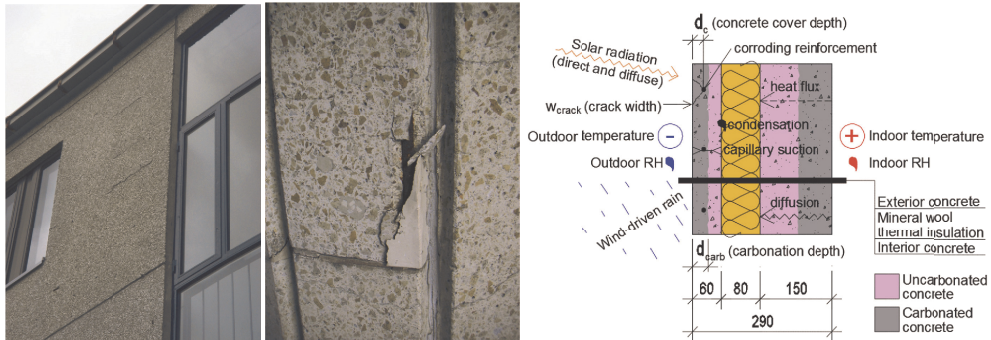 d꜀ (concrete cover depth)
Solar radiation
(direct and diffuse)
corroding reinforcement
heat flux
w꜀ᵣₐ꜀ₖ (crack width)
condensation
Outdoor temperature
−
+
Indoor temperature
capillary suction
Outdoor RH
Indoor RH
diffusion
Wind-driven rain
Exterior concrete
Mineral wool
thermal insulation
Interior concrete
dcarb (carbonation depth)
60
80
150
290
Uncarbonated
concrete
Carbonated
concrete